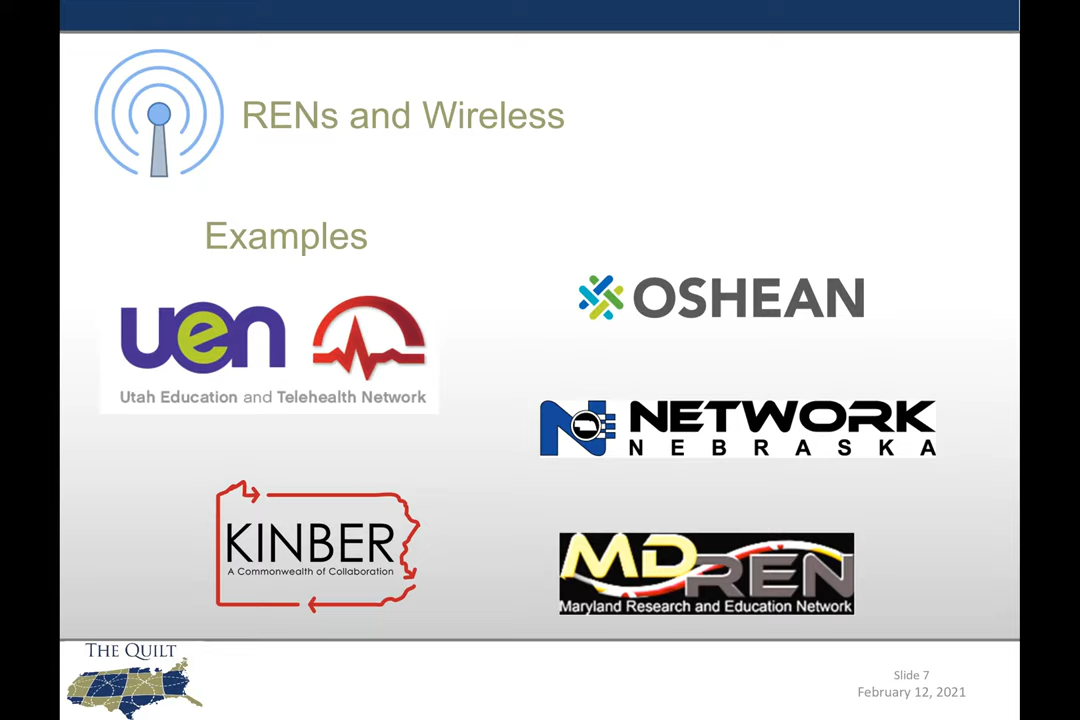 RENs and Wireless
Examples
uen
Utah Education and Telehealth Network
OSHEAN
N NETWORK
NEBRASKA
KINBER
A Commonwealth of Collaboration
MDREN
Maryland Research and Education Network
THE QUILT
Slide 7
February 12, 2021